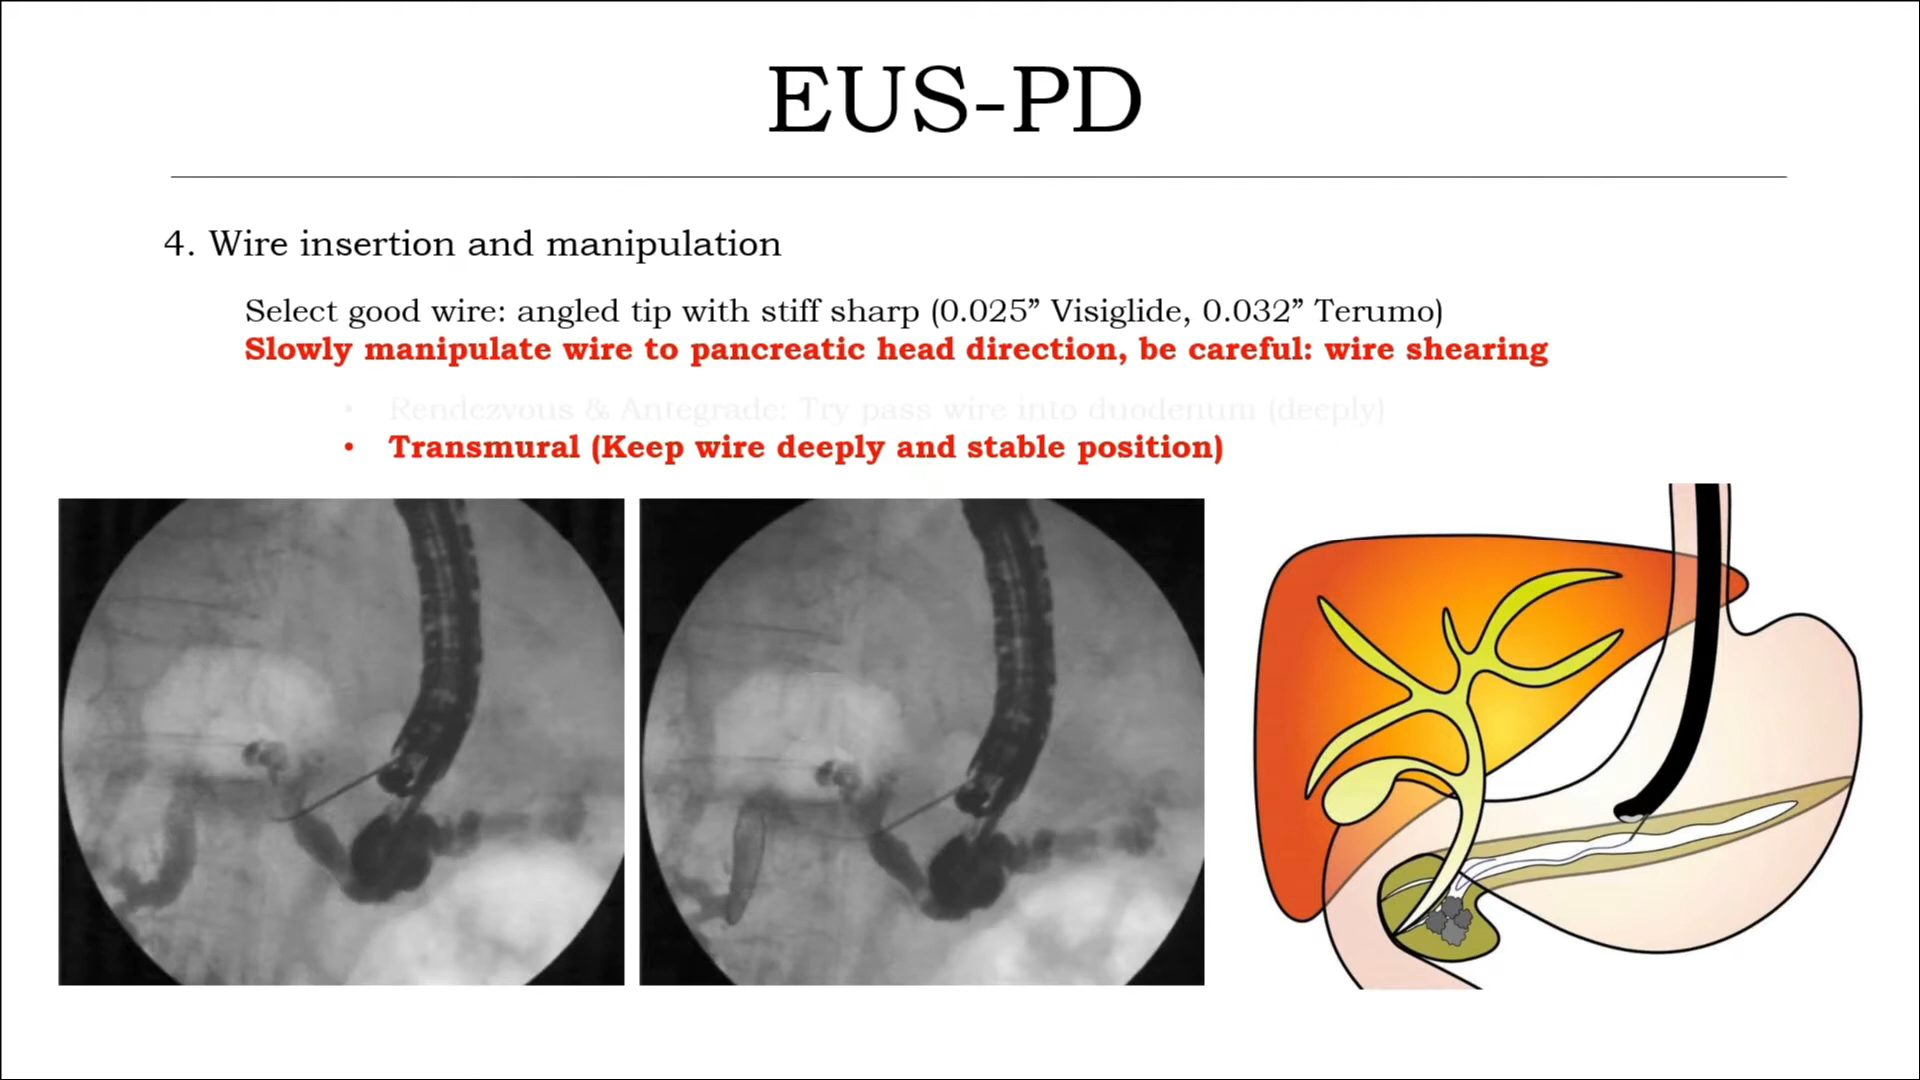 EUS-PD
4. Wire insertion and manipulation
Select good wire: angled tip with stiff sharp (0.025” Visiglide, 0.032” Terumo)
Slowly manipulate wire to pancreatic head direction, be careful: wire shearing
• Rendezvous & Antegrade: Try pass wire into duodenum (deeply)
• Transmural (Keep wire deeply and stable position)